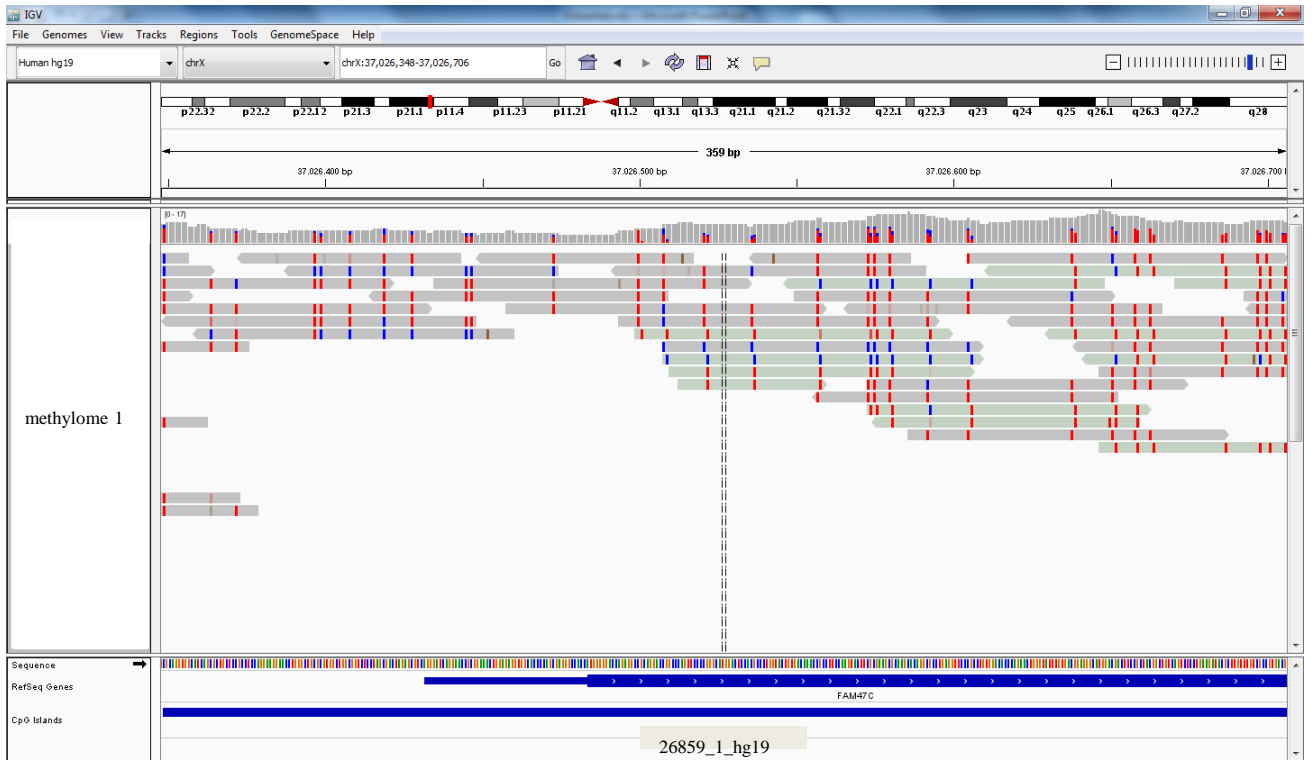 IGV
File Genomes View Tracks Regions Tools GenomeSpace Help
Human hg19 chrX chrX:37,026,348-37,026,706 Go
p22.32 p22.2 p22.12 p21.3 p21.1 p11.4 p11.23 p11.21 q11.2 q13.1 q13.3 q21.1 q21.2 q21.32 q22.1 q22.3 q23 q24 q25 q26.1 q26.3 q27.2 q28
359 bp
37.026.400 bp 37.026.500 bp 37.026.600 bp 37.026.700
[0 - 17]
methylome 1
Sequence
RefSeq Genes
FAM47C
CpG Islands
26859_1_hg19